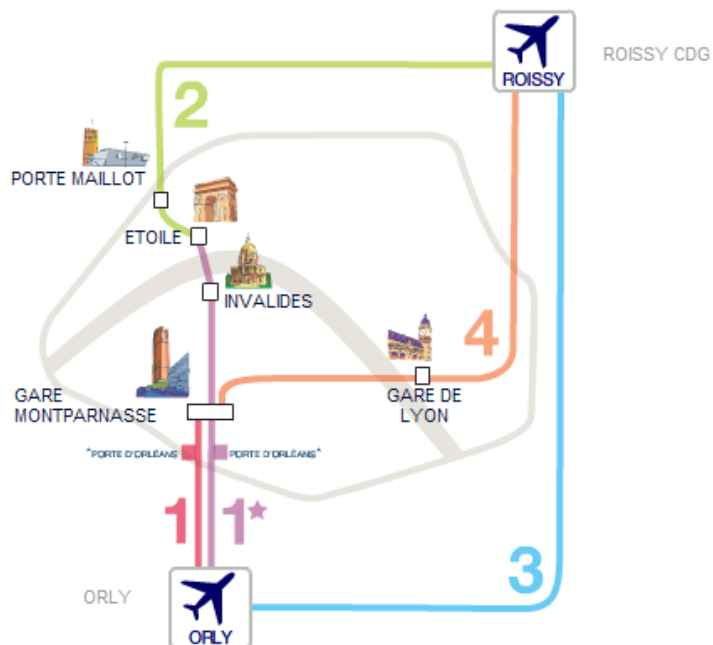 ROISSY
ROISSY CDG
2
PORTE MAILLOT
ETOILE
INVALIDES
4
GARE DE
LYON
GARE
MONTPARNASSE
*PORTE D'ORLÉANS
PORTE D'ORLÉANS*
1
1★
3
ORLY
ORLY